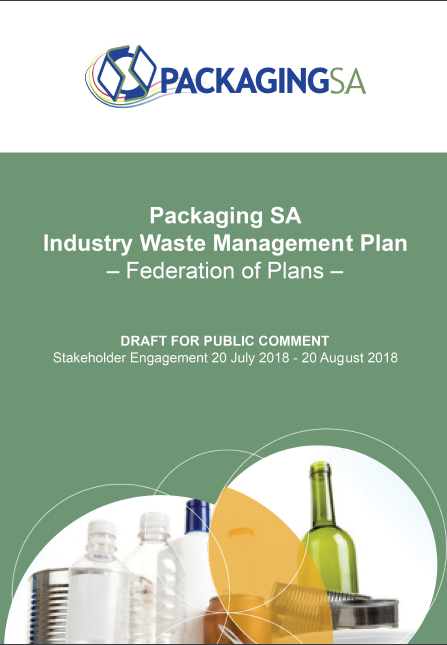 PACKAGINGSA
Packaging SA
Industry Waste Management Plan
– Federation of Plans –
DRAFT FOR PUBLIC COMMENT
Stakeholder Engagement 20 July 2018 - 20 August 2018